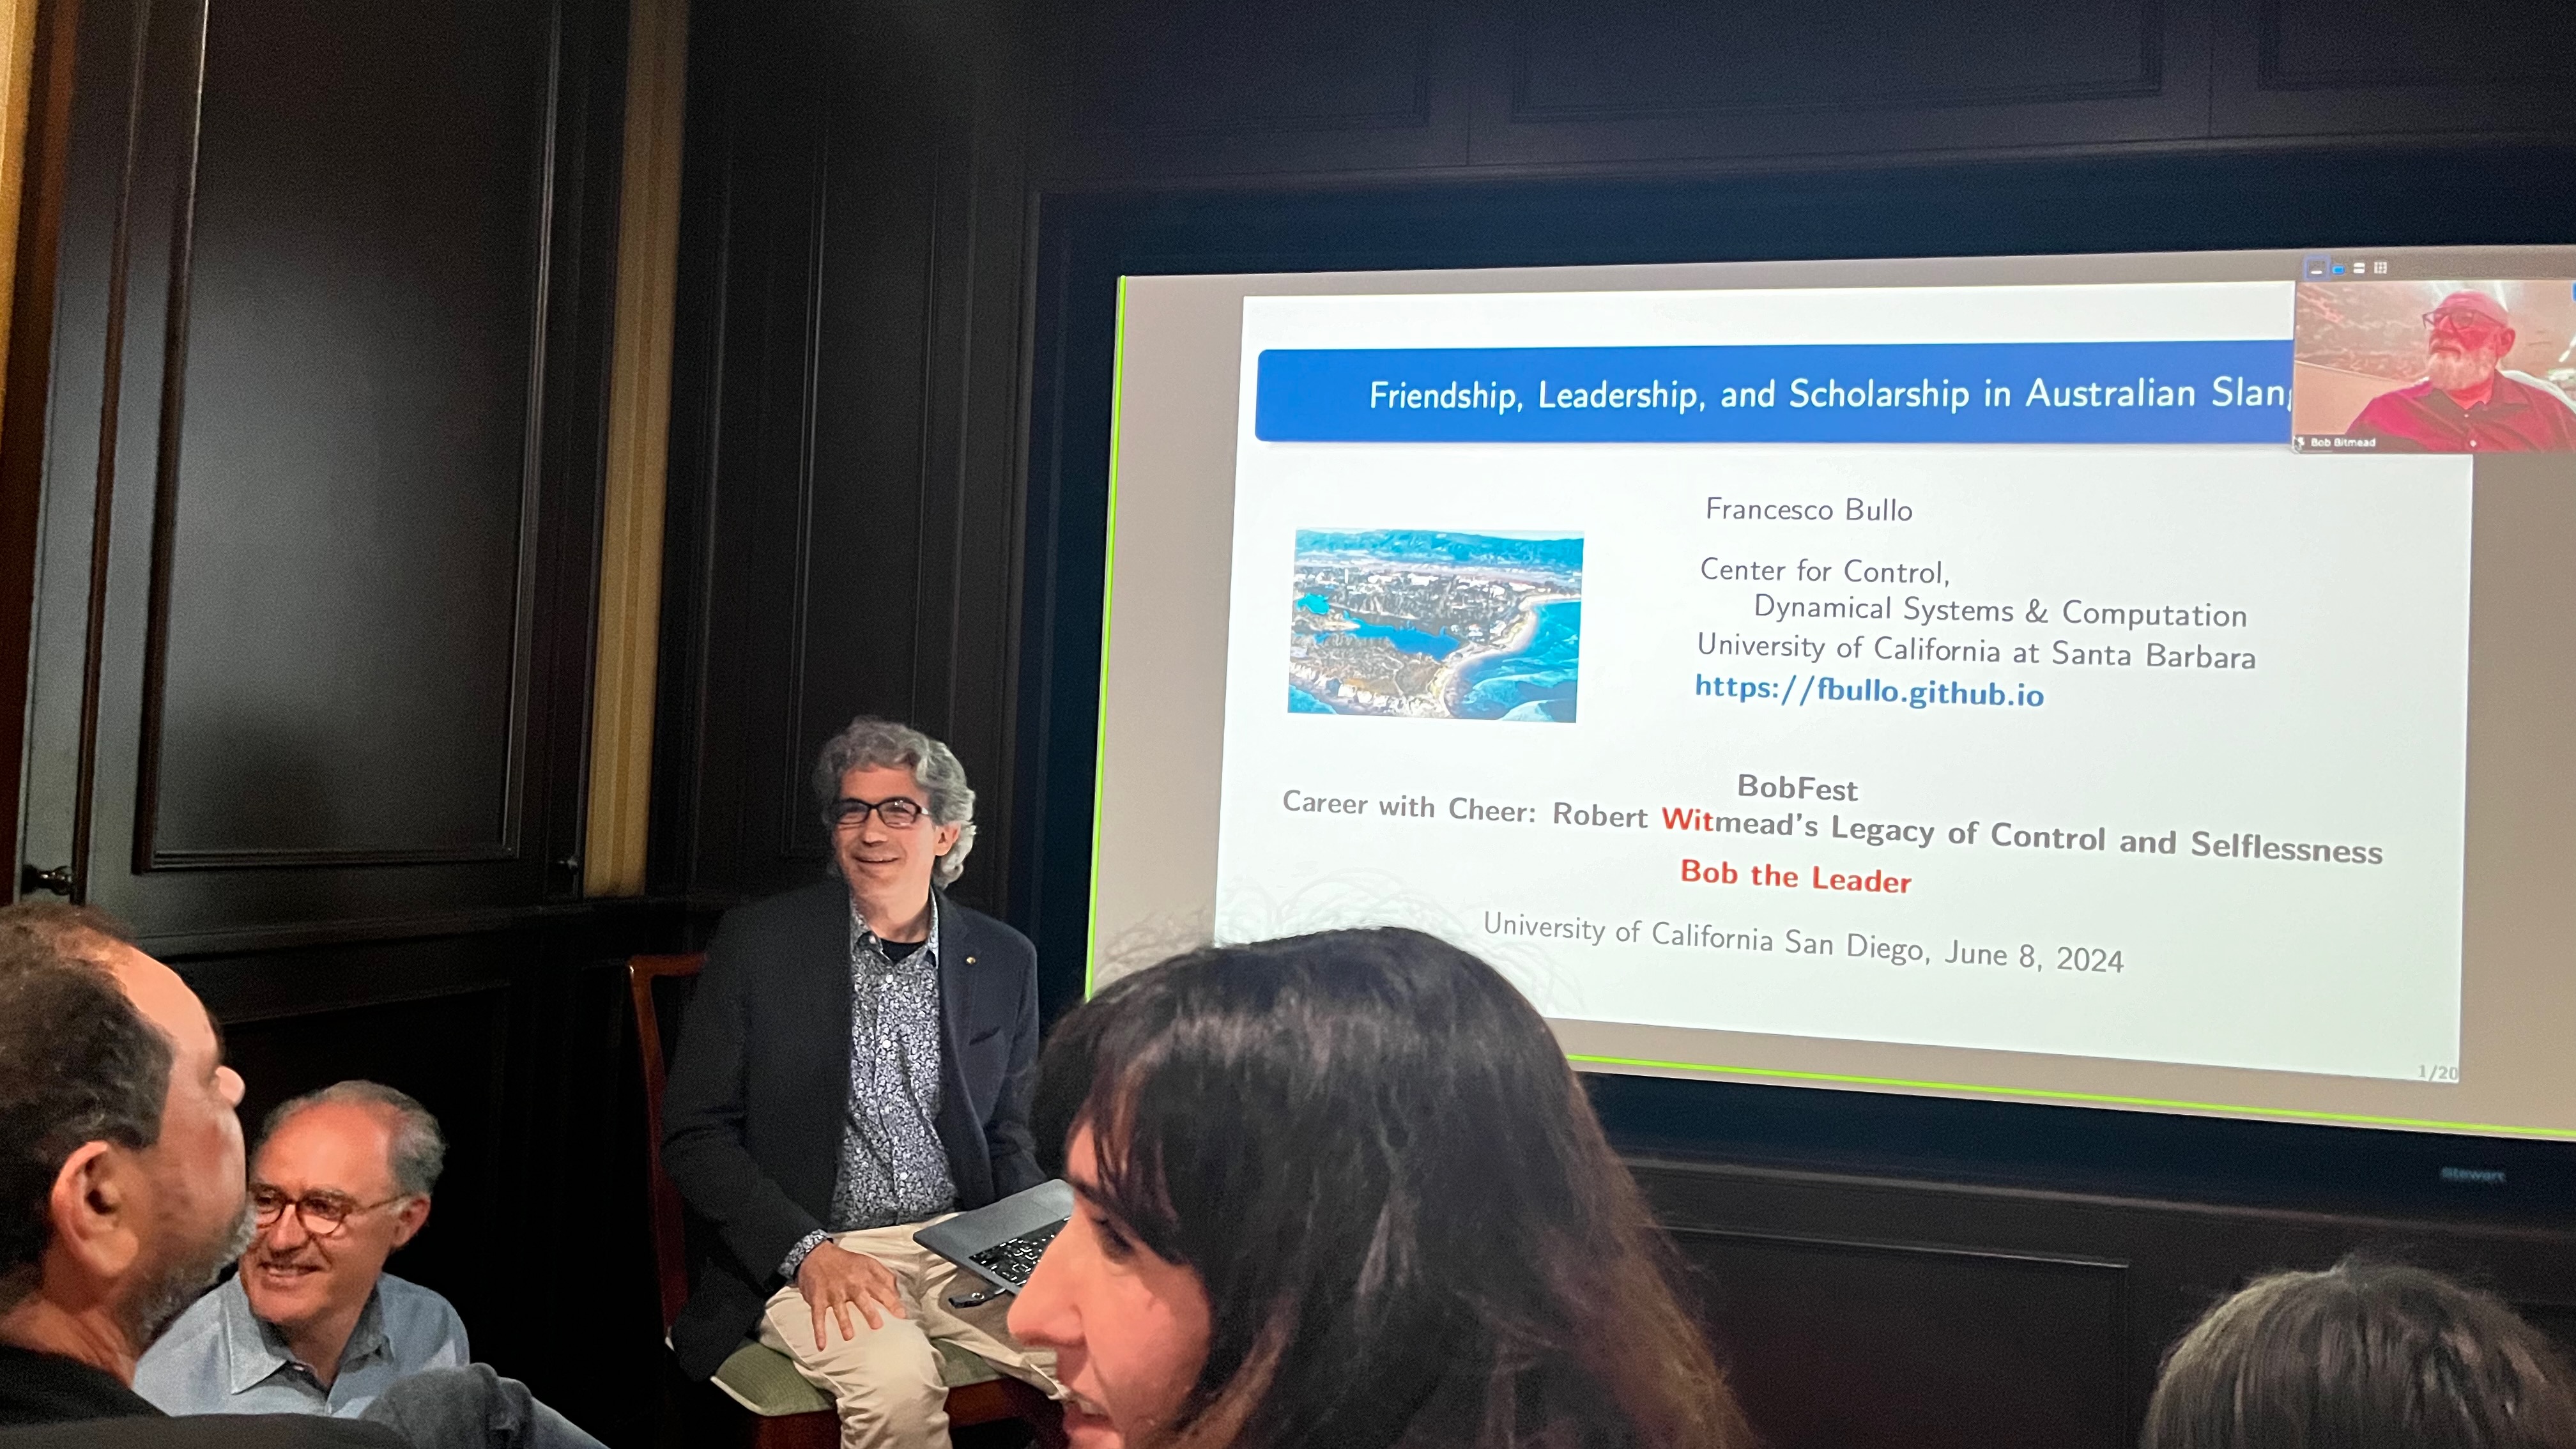 Friendship, Leadership, and Scholarship in Australian Slan
Bob Bitmead
Francesco Bullo
Center for Control,
Dynamical Systems & Computation
University of California at Santa Barbara
https://fbullo.github.io
BobFest
Career with Cheer: Robert Witmead's Legacy of Control and Selflessness
Bob the Leader
University of California San Diego, June 8, 2024
1/20
Stewart